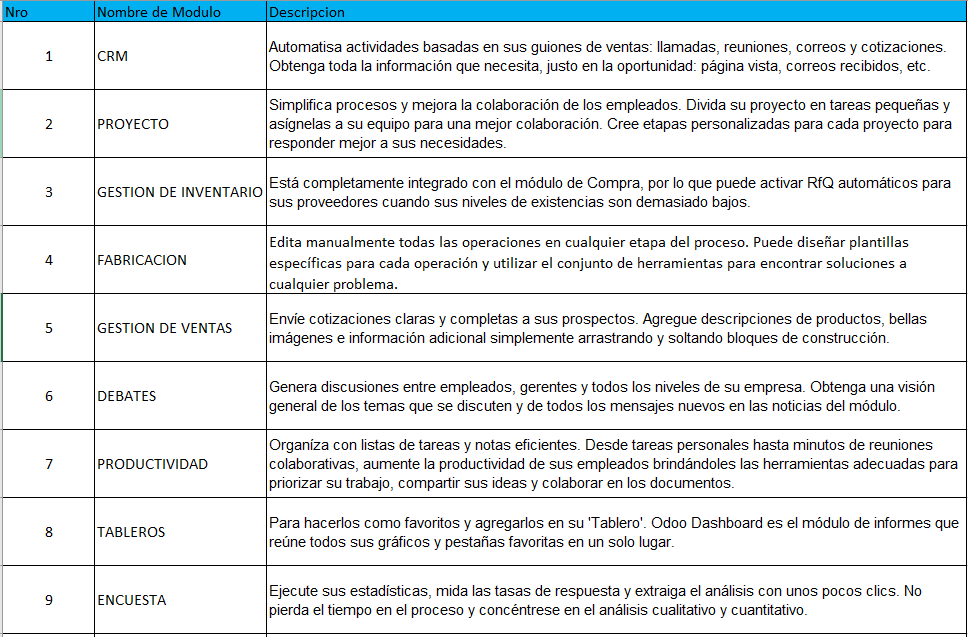 Nro Nombre de Modulo Descripcion
1 CRM
Automatisa actividades basadas en sus guiones de ventas: llamadas, reuniones, correos y cotizaciones.
Obtenga toda la información que necesita, justo en la oportunidad: página vista, correos recibidos, etc.
2 PROYECTO
Simplifica procesos y mejora la colaboración de los empleados. Divida su proyecto en tareas pequeñas y
asígnelas a su equipo para una mejor colaboración. Cree etapas personalizadas para cada proyecto para
responder mejor a sus necesidades.
3 GESTION DE INVENTARIO
Está completamente integrado con el módulo de Compra, por lo que puede activar RfQ automáticos para
sus proveedores cuando sus niveles de existencias son demasiado bajos.
4 FABRICACION
Edita manualmente todas las operaciones en cualquier etapa del proceso. Puede diseñar plantillas
específicas para cada operación y utilizar el conjunto de herramientas para encontrar soluciones a
cualquier problema.
5 GESTION DE VENTAS
Envíe cotizaciones claras y completas a sus prospectos. Agregue descripciones de productos, bellas
imágenes e información adicional simplemente arrastrando y soltando bloques de construcción.
6 DEBATES
Genera discusiones entre empleados, gerentes y todos los niveles de su empresa. Obtenga una visión
general de los temas que se discuten y de todos los mensajes nuevos en las noticias del módulo.
7 PRODUCTIVIDAD
Organíza con listas de tareas y notas eficientes. Desde tareas personales hasta minutos de reuniones
colaborativas, aumente la productividad de sus empleados brindándoles las herramientas adecuadas para
priorizar su trabajo, compartir sus ideas y colaborar en los documentos.
8 TABLEROS
Para hacerlos como favoritos y agregarlos en su 'Tablero'. Odoo Dashboard es el módulo de informes que
reúne todos sus gráficos y pestañas favoritas en un solo lugar.
9 ENCUESTA
Ejecute sus estadísticas, mida las tasas de respuesta y extraiga el análisis con unos pocos clics. No
pierda el tiempo en el proceso y concéntrese en el análisis cualitativo y cuantitativo.